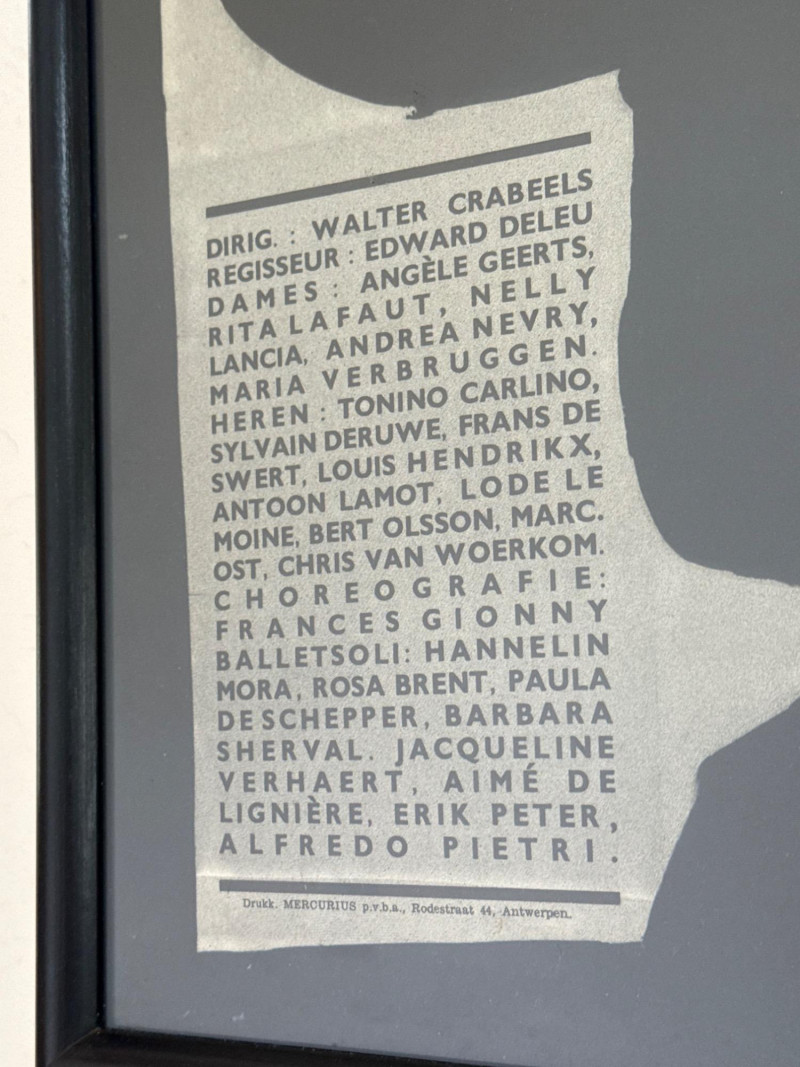 DIRIG. : WALTER CRABEELS
REGISSEUR : EDWARD DELEU
DAMES : ANGÈLE GEERTS,
RITA LAFAUT, NELLY
LANCIA, ANDREA NEVRY,
MARIA VERBRUGGEN.
HEREN : TONINO CARLINO,
SYLVAIN DERUWE, FRANS DE
SWERT, LOUIS HENDRIKX,
ANTOON LAMOT, LODE LE
MOINE, BERT OLSSON, MARC.
OST, CHRIS VAN WOERKOM.
CHOREOGRAFIE:
FRANCES GIONNY
BALLETSOLI: HANNELIN
MORA, ROSA BRENT, PAULA
DE SCHEPPER, BARBARA
SHERVAL. JACQUELINE
VERHAERT, AIMÉ DE
LIGNIÈRE, ERIK PETER,
ALFREDO PIETRI.
Drukk. MERCURIUS p.v.b.a., Rodestraat 44, Antwerpen.